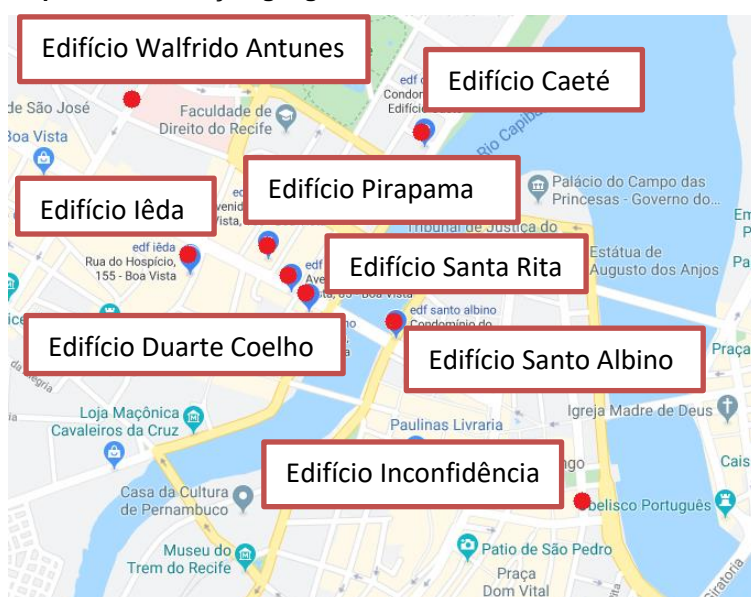 Edifício Walfrido Antunes
Edifício Caeté
de São José
Faculdade de
Direito do Recife
Boa Vista
Rio Capib
Edifício Pirapama
Palácio do Campo das
Princesas - Governo do...
Edifício Iêda
Tribunal de Justiça do
edf iêda
Rua do Hospício,
155 - Boa Vista
Edifício Santa Rita
Estátua de
Augusto dos Anjos
edf santo albino
Condomínio do
Edifício Duarte Coelho
Edifício Santo Albino
Praça
Loja Maçônica
Cavaleiros da Cruz
Paulinas Livraria
Igreja Madre de Deus
Edifício Inconfidência
Cais
Casa da Cultura
de Pernambuco
belisco Português
Museu do
Trem do Recife
Patio de São Pedro
Praça
Dom Vital